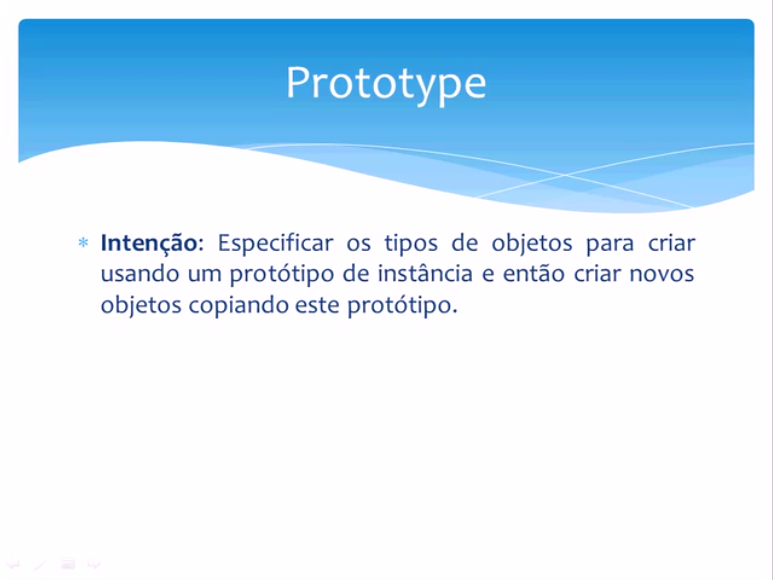 Prototype
Intenção: Especificar os tipos de objetos para criar
usando um protótipo de instância e então criar novos
objetos copiando este protótipo.